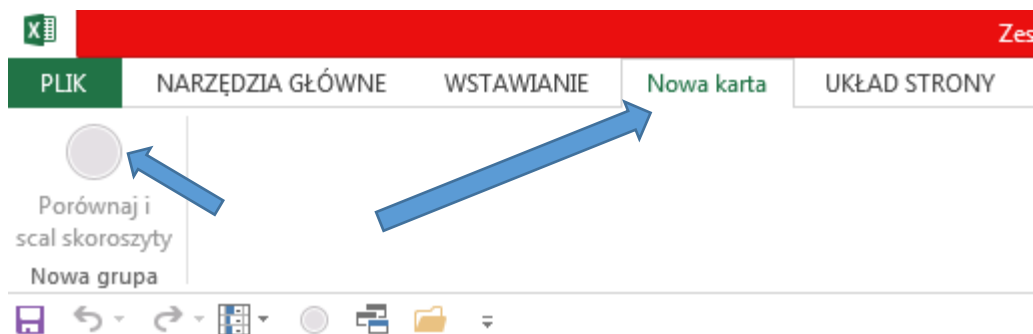 Zes
PLIK NARZĘDZIA GŁÓWNE WSTAWIANIE Nowa karta UKŁAD STRONY
Porównaj i
scal skoroszyty
Nowa grupa